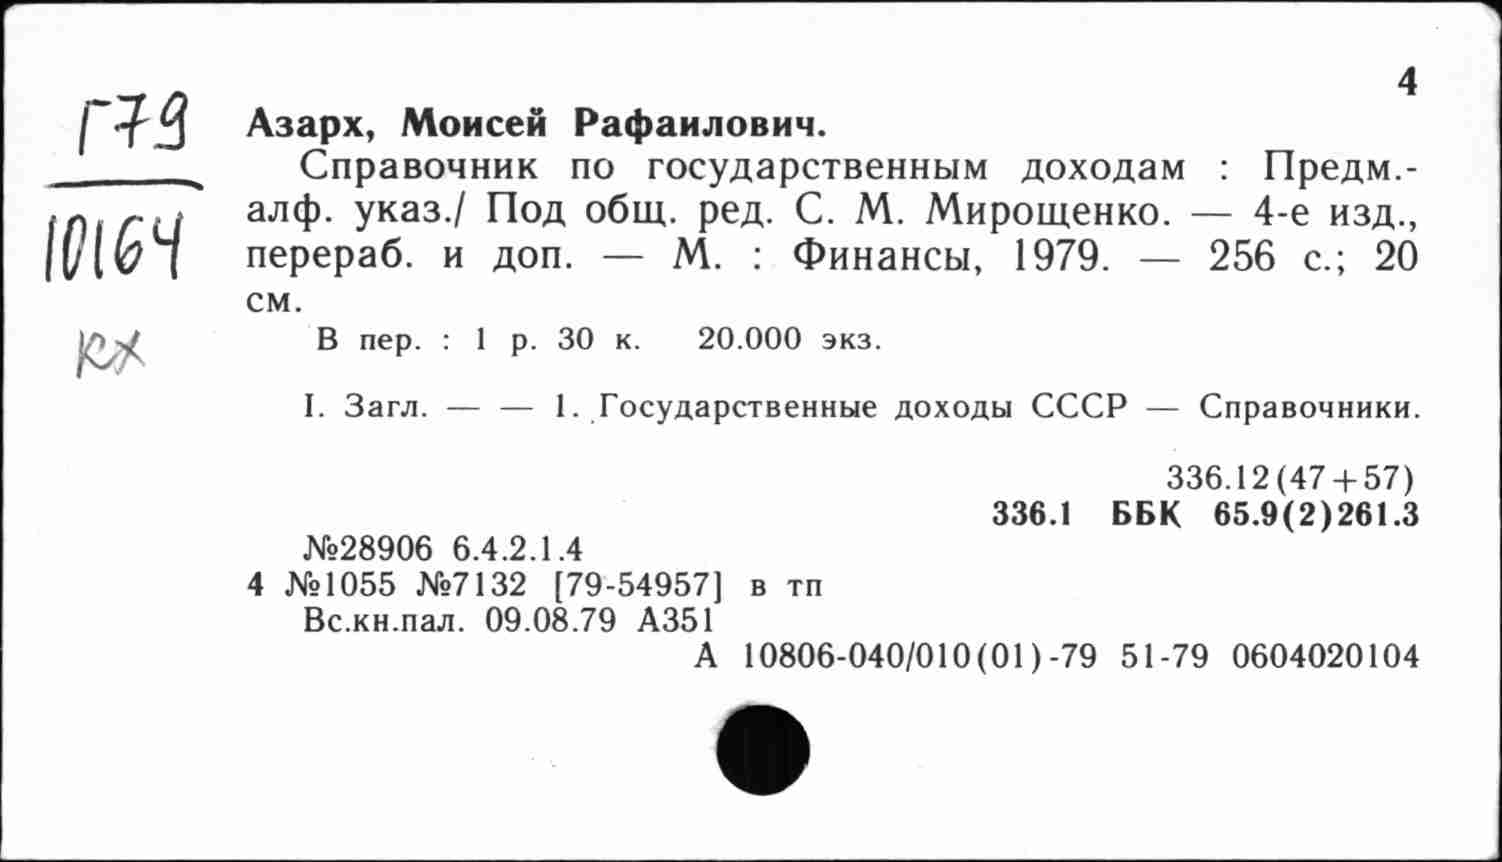 4
Г79
10164
кх
Азарх, Моисей Рафаилович.
Справочник по государственным доходам : Предм.-
алф. указ./ Под общ. ред. С. М. Мирощенко. — 4-е изд.,
перераб. и доп. — М. : Финансы, 1979. — 256 с.; 20
см.
В пер. : 1 р. 30 к. 20.000 экз.
I. Загл. — — 1. Государственные доходы СССР — Справочники.
336.12(47+57)
336.1 ББК 65.9(2)261.3
№28906 6.4.2.1.4
4 №1055 №7132 [79-54957] в тп
Вс.кн.пал. 09.08.79 А351
А 10806-040/010(01)-79 51-79 0604020104